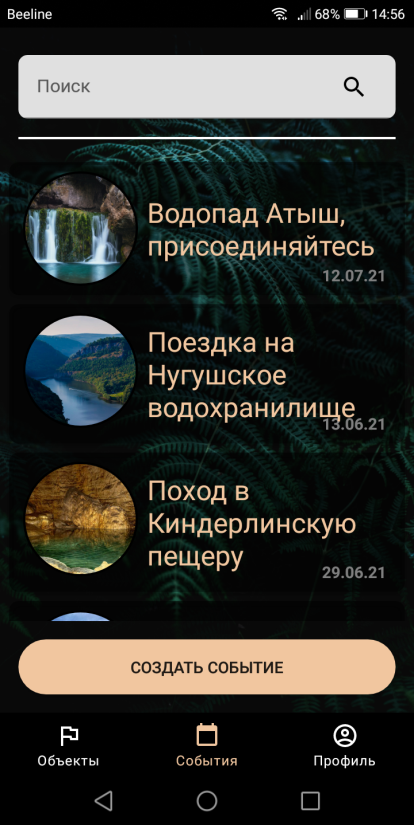 Beeline 68% 14:56
Поиск
Водопад Атыш,
присоединяйтесь
12.07.21
Поездка на
Нугушское
водохранилище
13.06.21
Поход в
Киндерлинскую
пещеру
29.06.21
СОЗДАТЬ СОБЫТИЕ
Объекты События Профиль